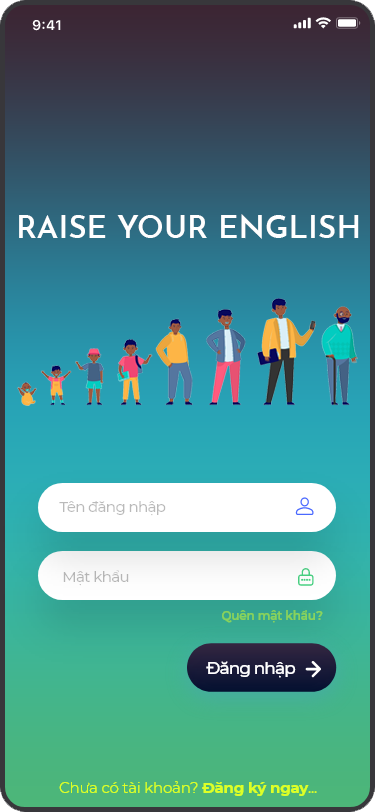 9:41
RAISE YOUR ENGLISH
Tên đăng nhập
Mật khẩu
Quên mật khẩu?
Đăng nhập
Chưa có tài khoản? Đăng ký ngay...